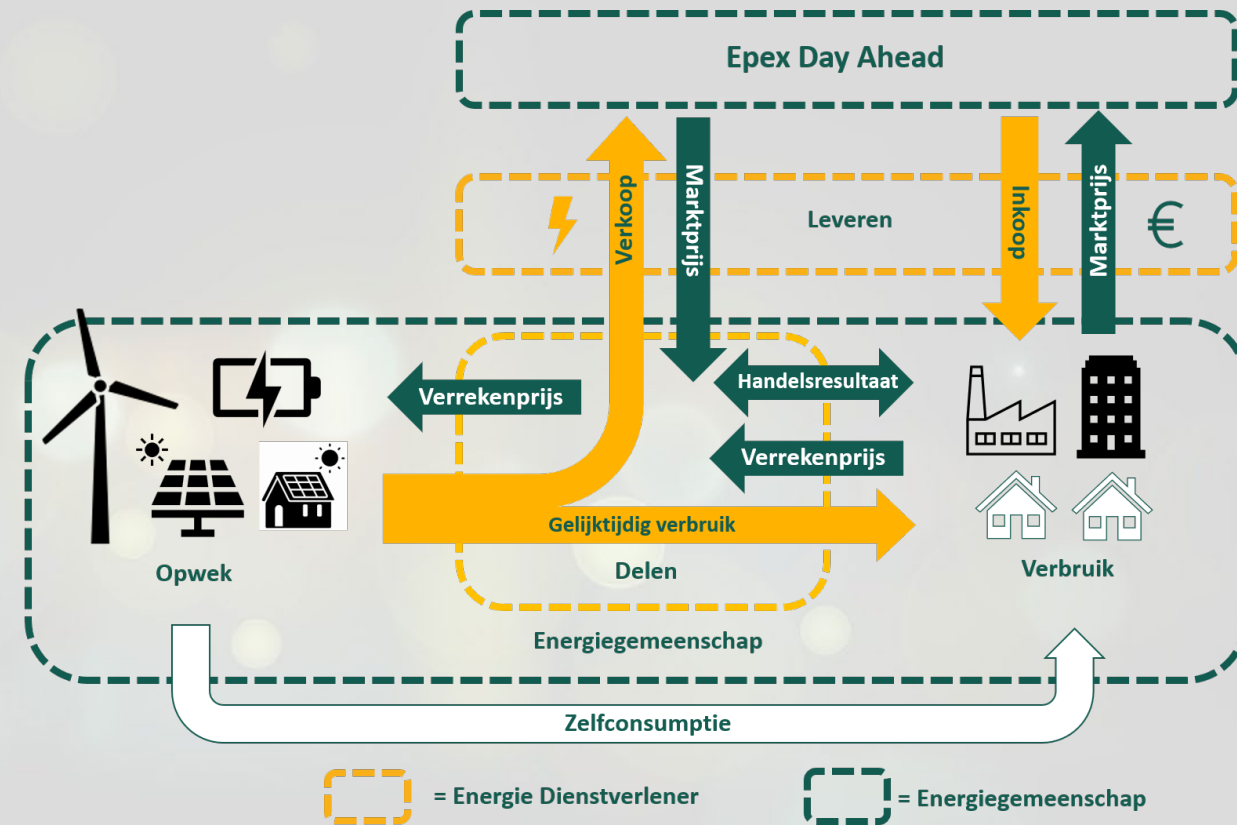 Epex Day Ahead
Verkoop
Marktprijs
Leveren
Inkoop
Marktprijs
€
Verrekenprijs
Handelsresultaat
Verrekenprijs
Gelijktijdig verbruik
Opwek
Delen
Verbruik
Energiegemeenschap
Zelfconsumptie
= Energie Dienstverlener
= Energiegemeenschap